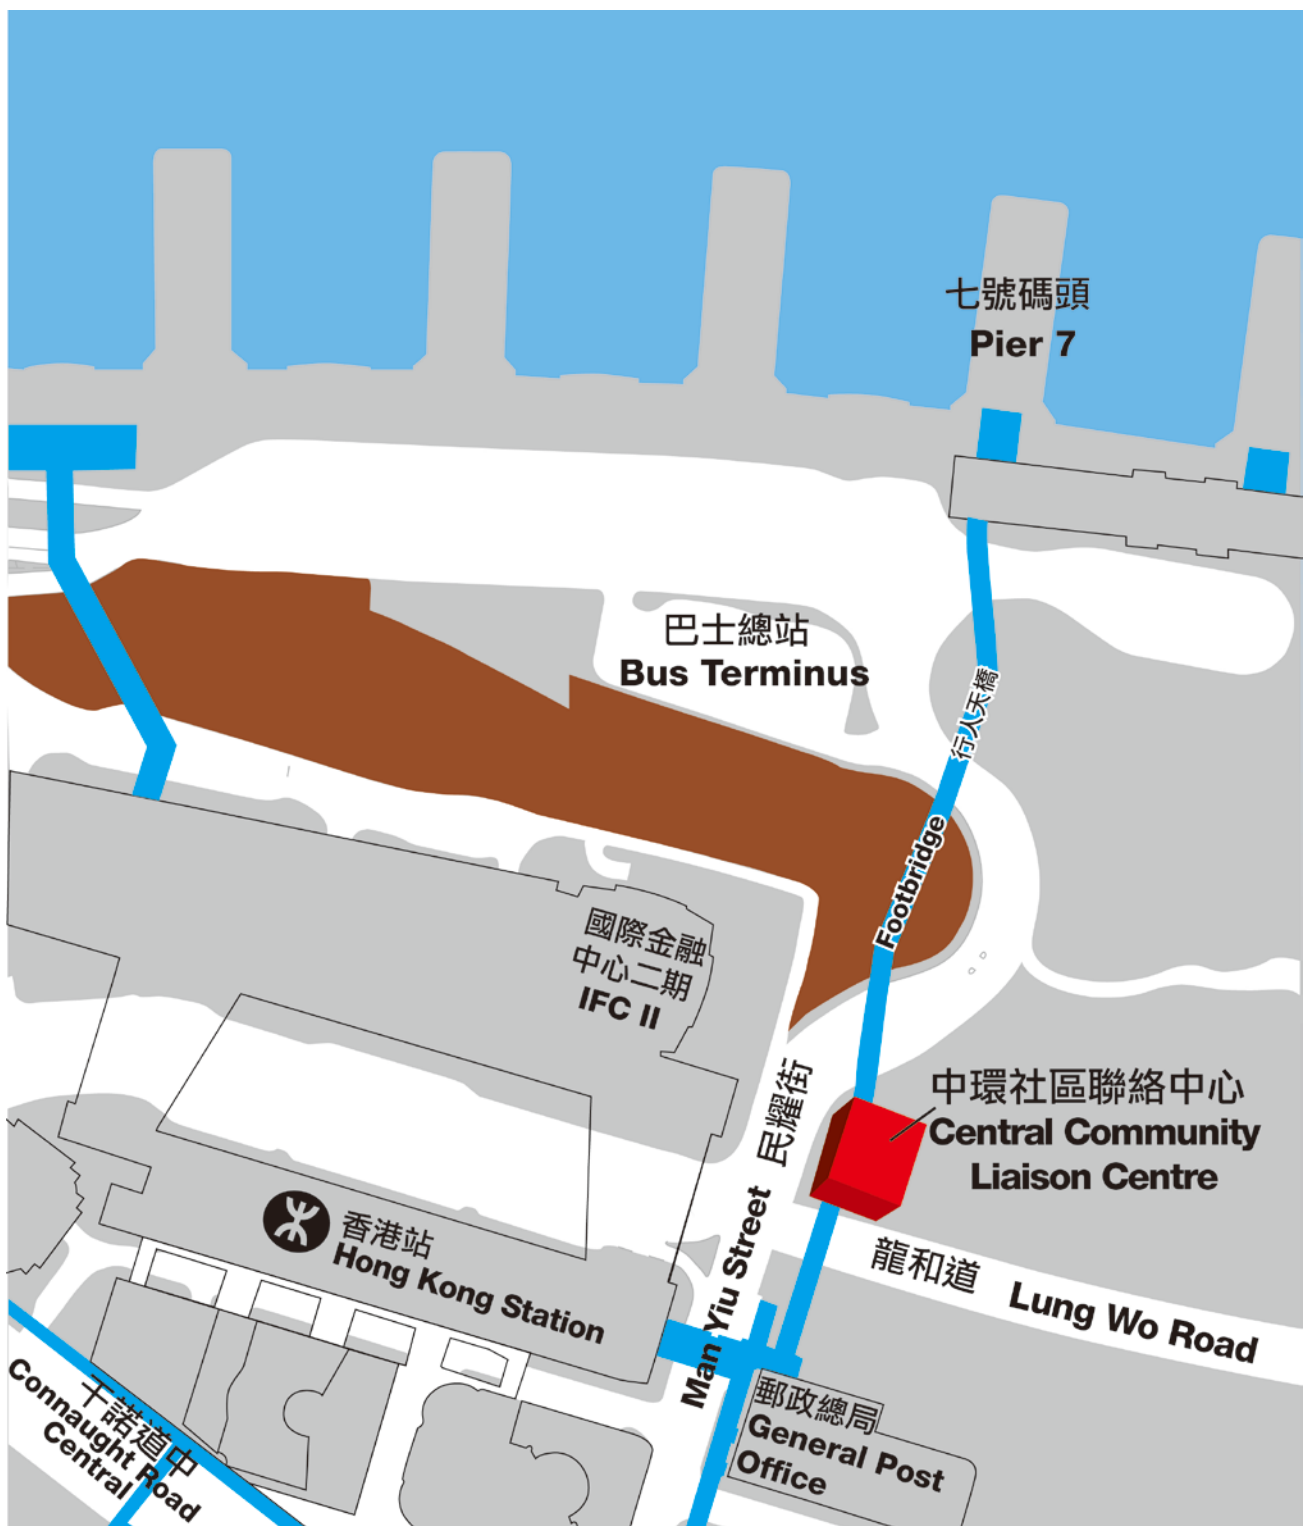 七號碼頭
Pier 7
巴士總站
Bus Terminus
行人天橋
Footbridge
國際金融
中心二期
IFC II
民耀街
Man Yiu Street
中環社區聯絡中心
Central Community
Liaison Centre
香港站
Hong Kong Station
龍和道 Lung Wo Road
干諾道中
Connaught Road
Central
郵政總局
General Post
Office